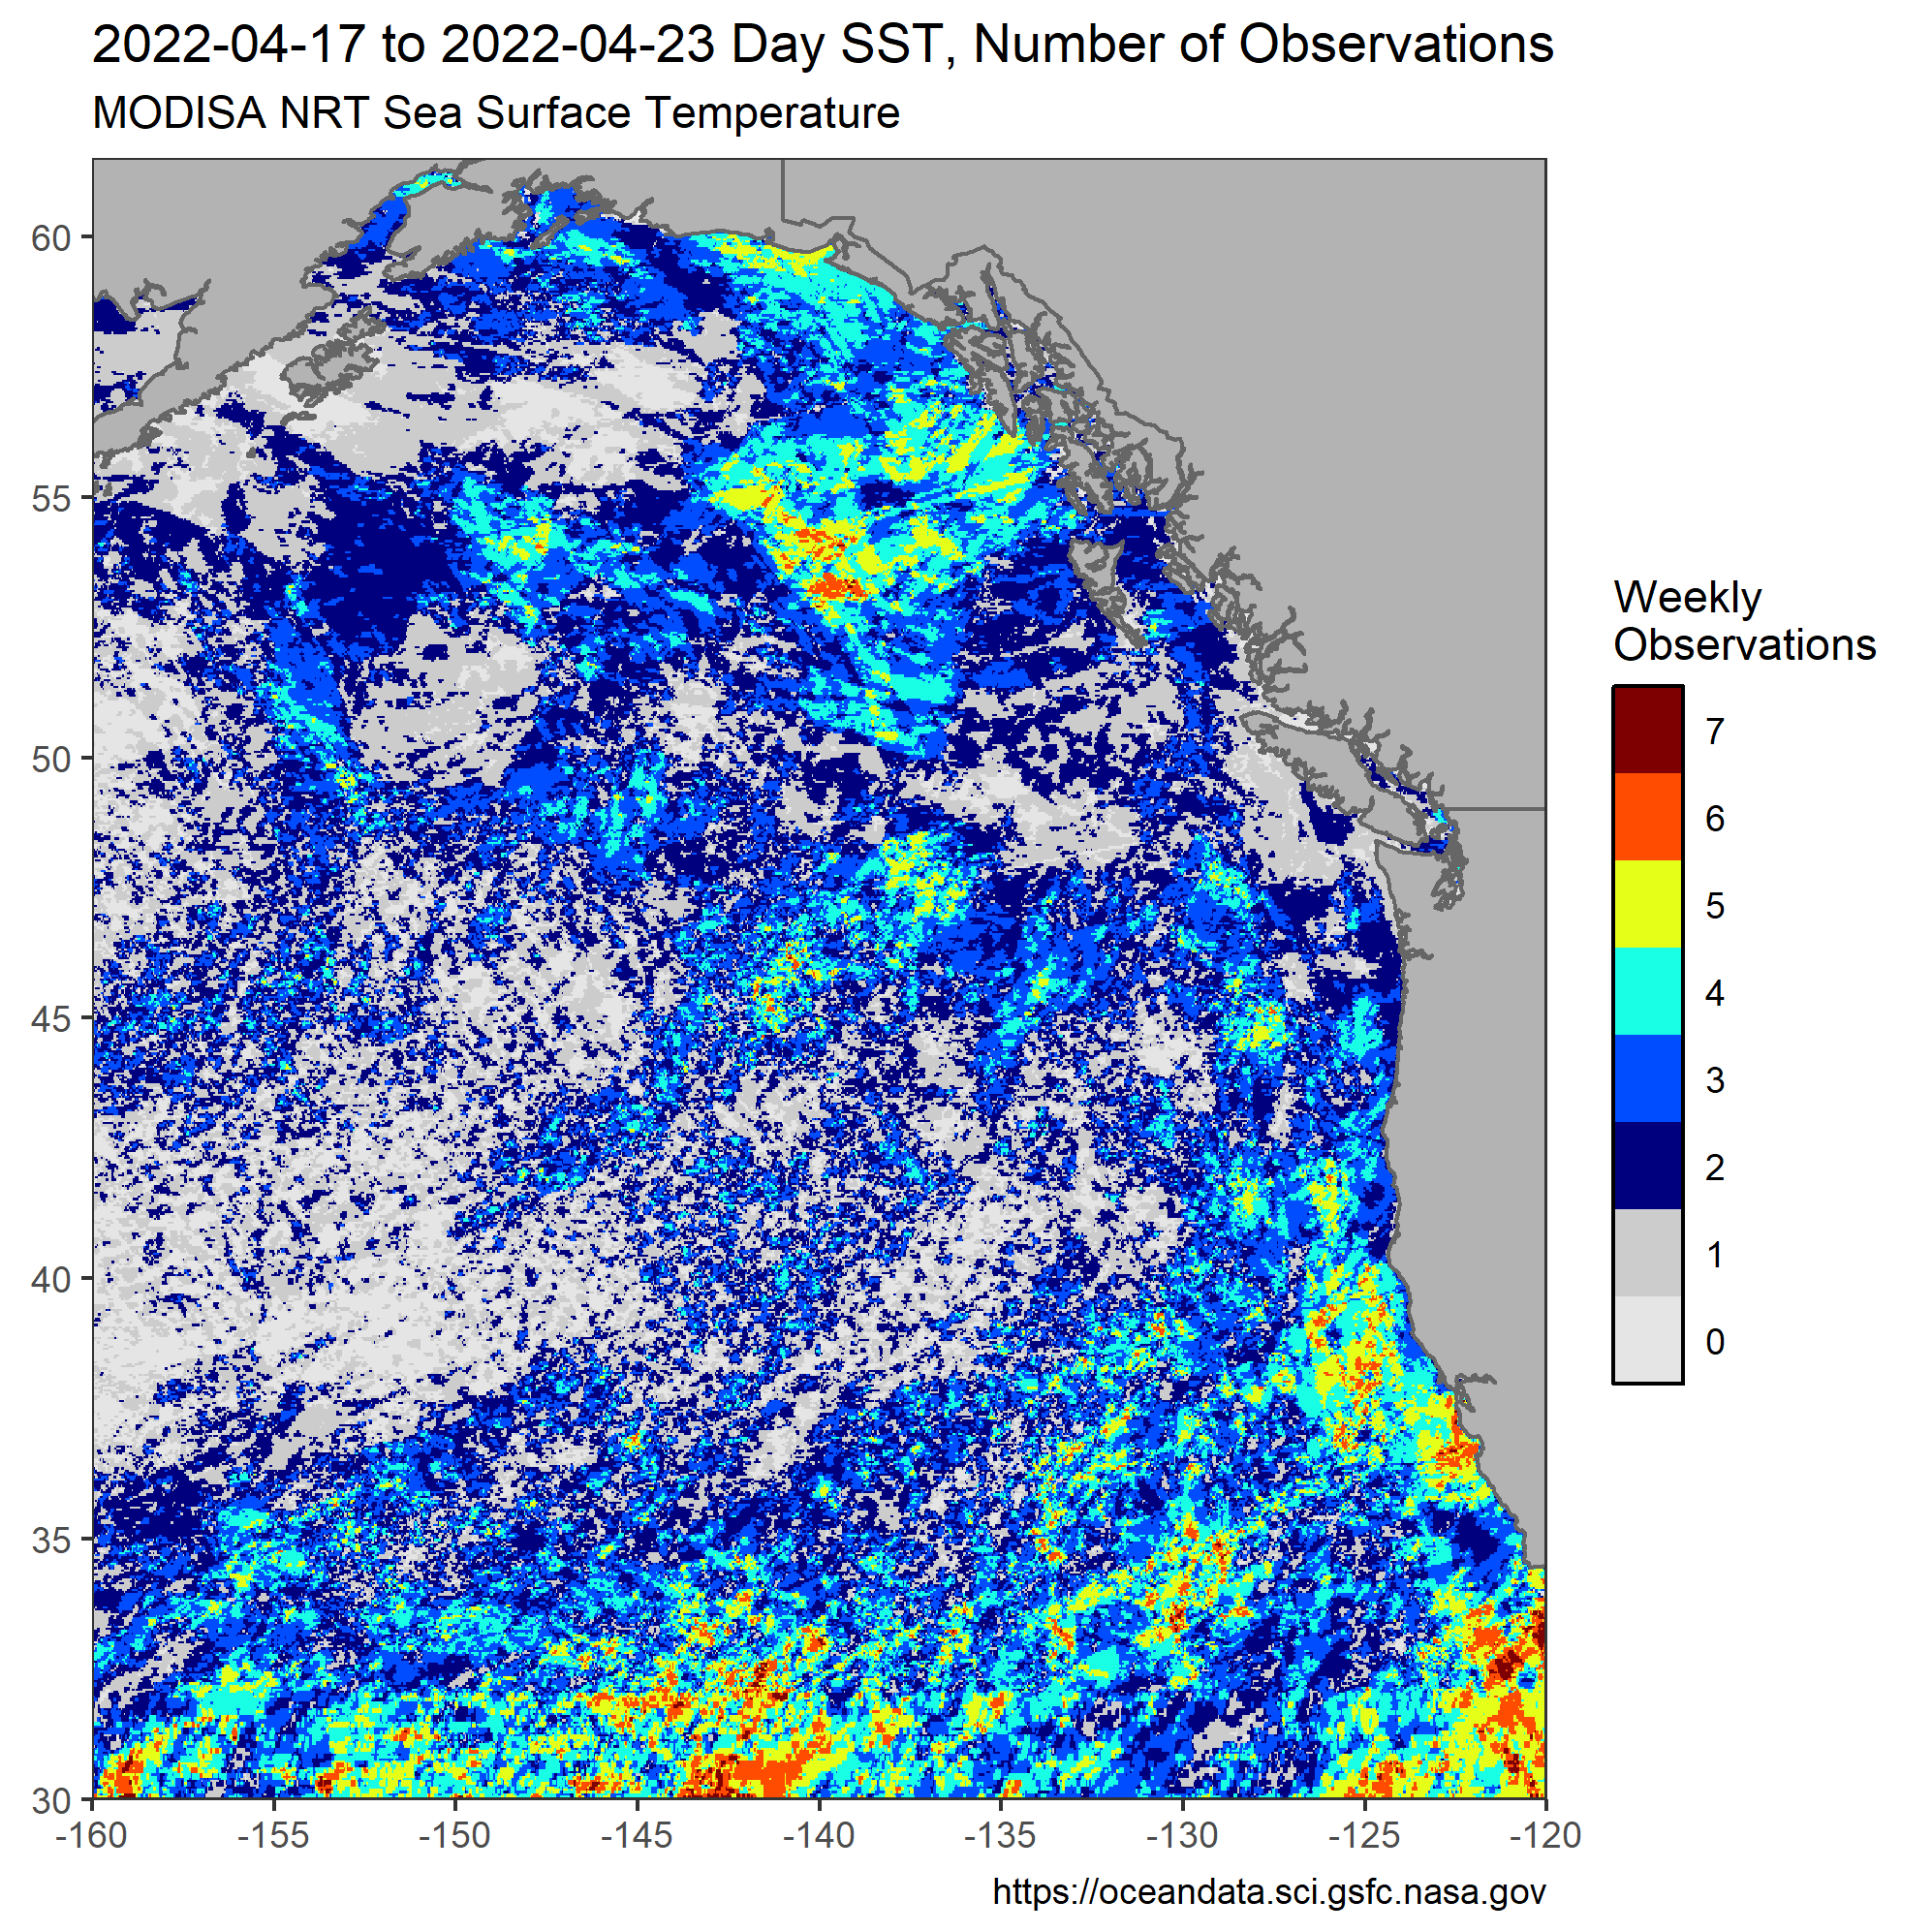 2022-04-17 to 2022-04-23 Day SST, Number of Observations
MODISA NRT Sea Surface Temperature
60
55
50
45
40
35
30
-160 -155 -150 -145 -140 -135 -130 -125 -120
Weekly
Observations
7
6
5
4
3
2
1
0
https://oceandata.sci.gsfc.nasa.gov